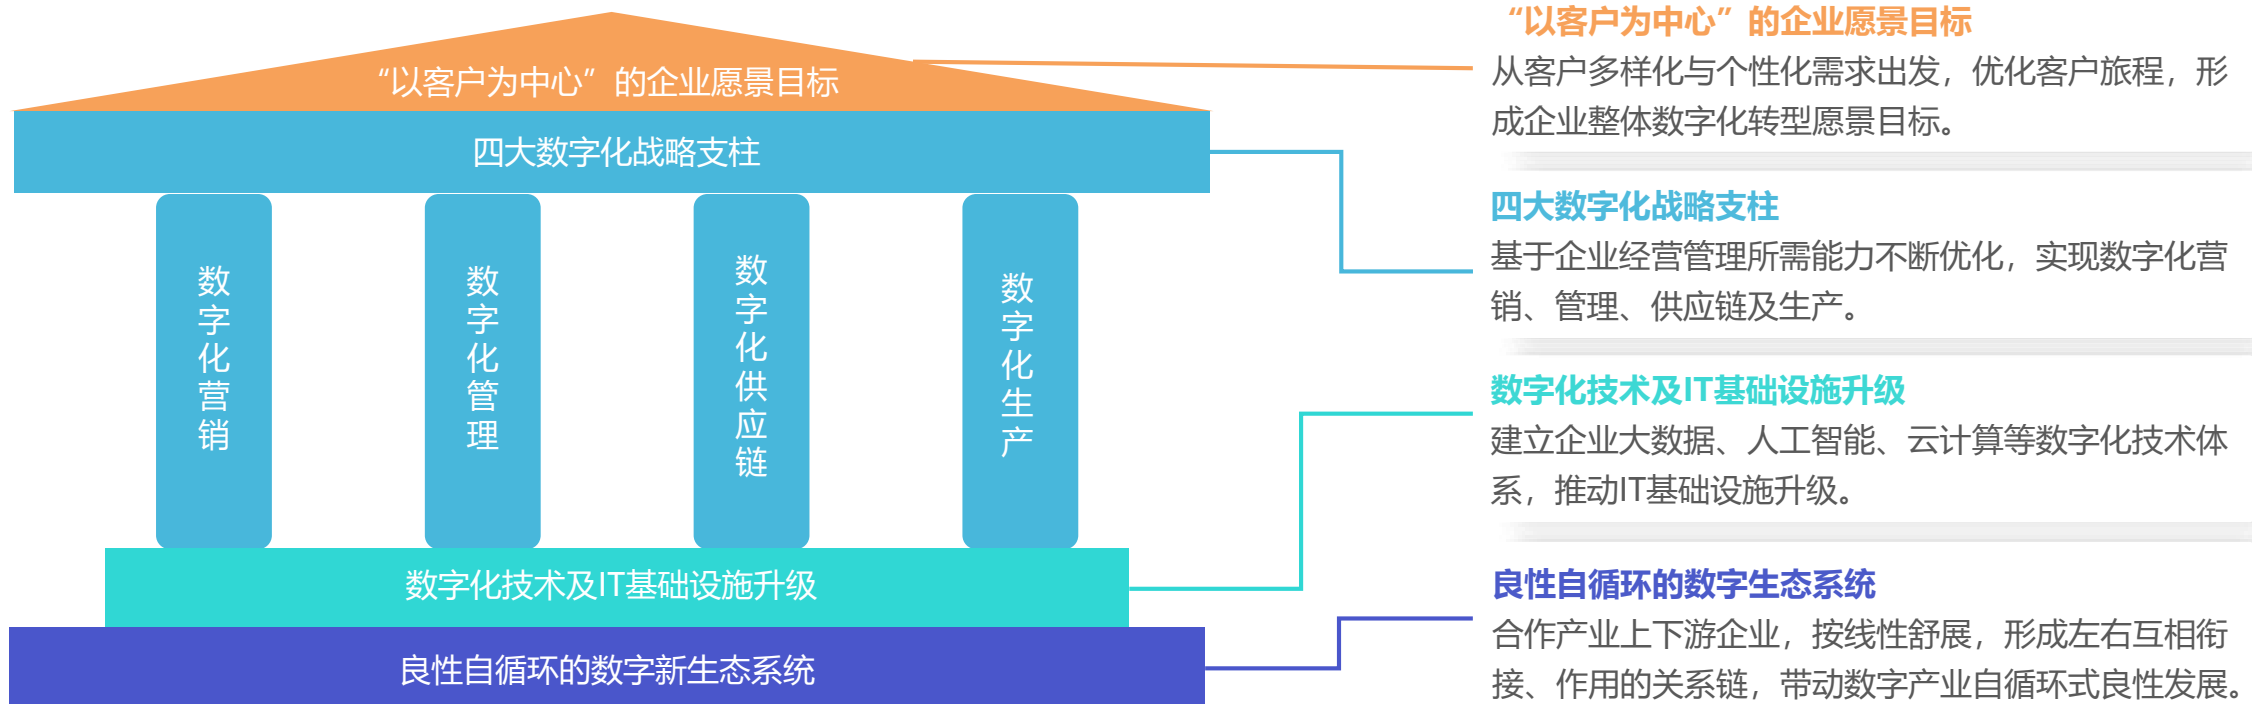 “以客户为中心”的企业愿景目标
四大数字化战略支柱
数字化营销
数字化管理
数字化供应链
数字化生产
数字化技术及IT基础设施升级
良性自循环的数字新生态系统
“以客户为中心”的企业愿景目标
从客户多样化与个性化需求出发，优化客户旅程，形
成企业整体数字化转型愿景目标。
四大数字化战略支柱
基于企业经营管理所需能力不断优化，实现数字化营
销、管理、供应链及生产。
数字化技术及IT基础设施升级
建立企业大数据、人工智能、云计算等数字化技术体
系，推动IT基础设施升级。
良性自循环的数字生态系统
合作产业上下游企业，按线性舒展，形成左右互相衔
接、作用的关系链，带动数字产业自循环式良性发展。